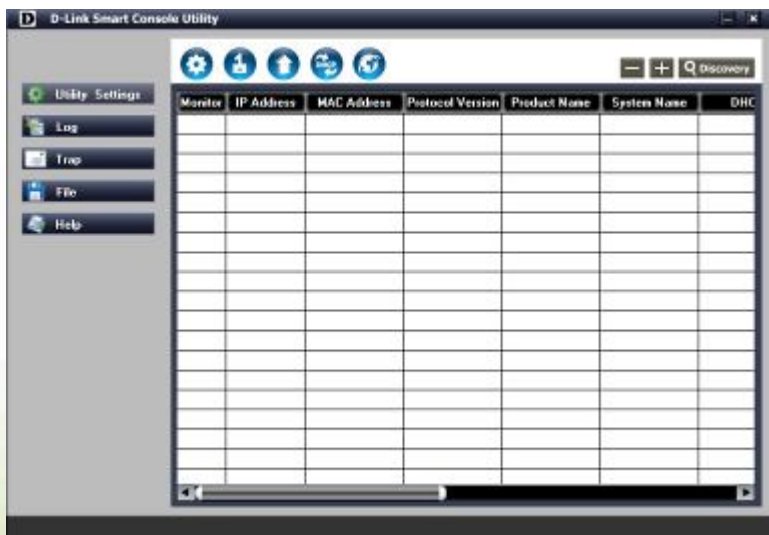 D D-Link Smart Console Utility
Discovery
Utility Settings
Log
Trap
File
Help
Monitor IP Address MAC Address Protocol Version Product Name System Name DHC